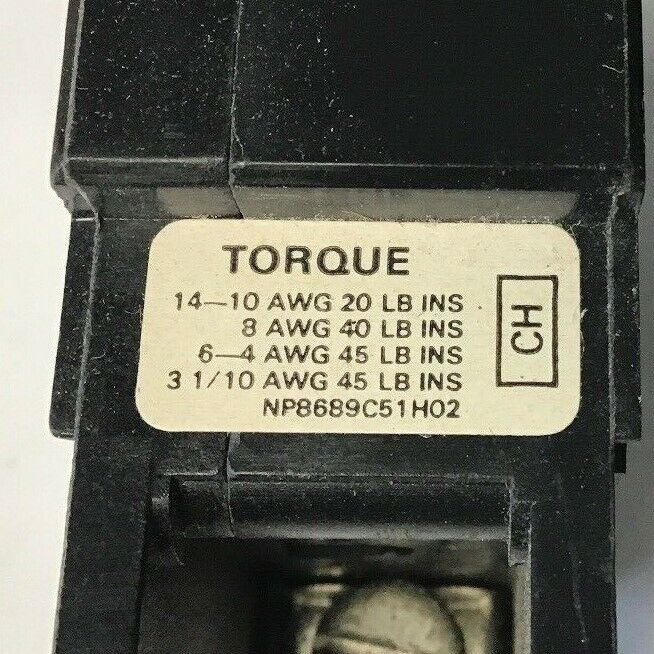 TORQUE
14-10 AWG 20 LB INS
8 AWG 40 LB INS
6-4 AWG 45 LB INS
3 1/10 AWG 45 LB INS
NP8689C51H02
CH